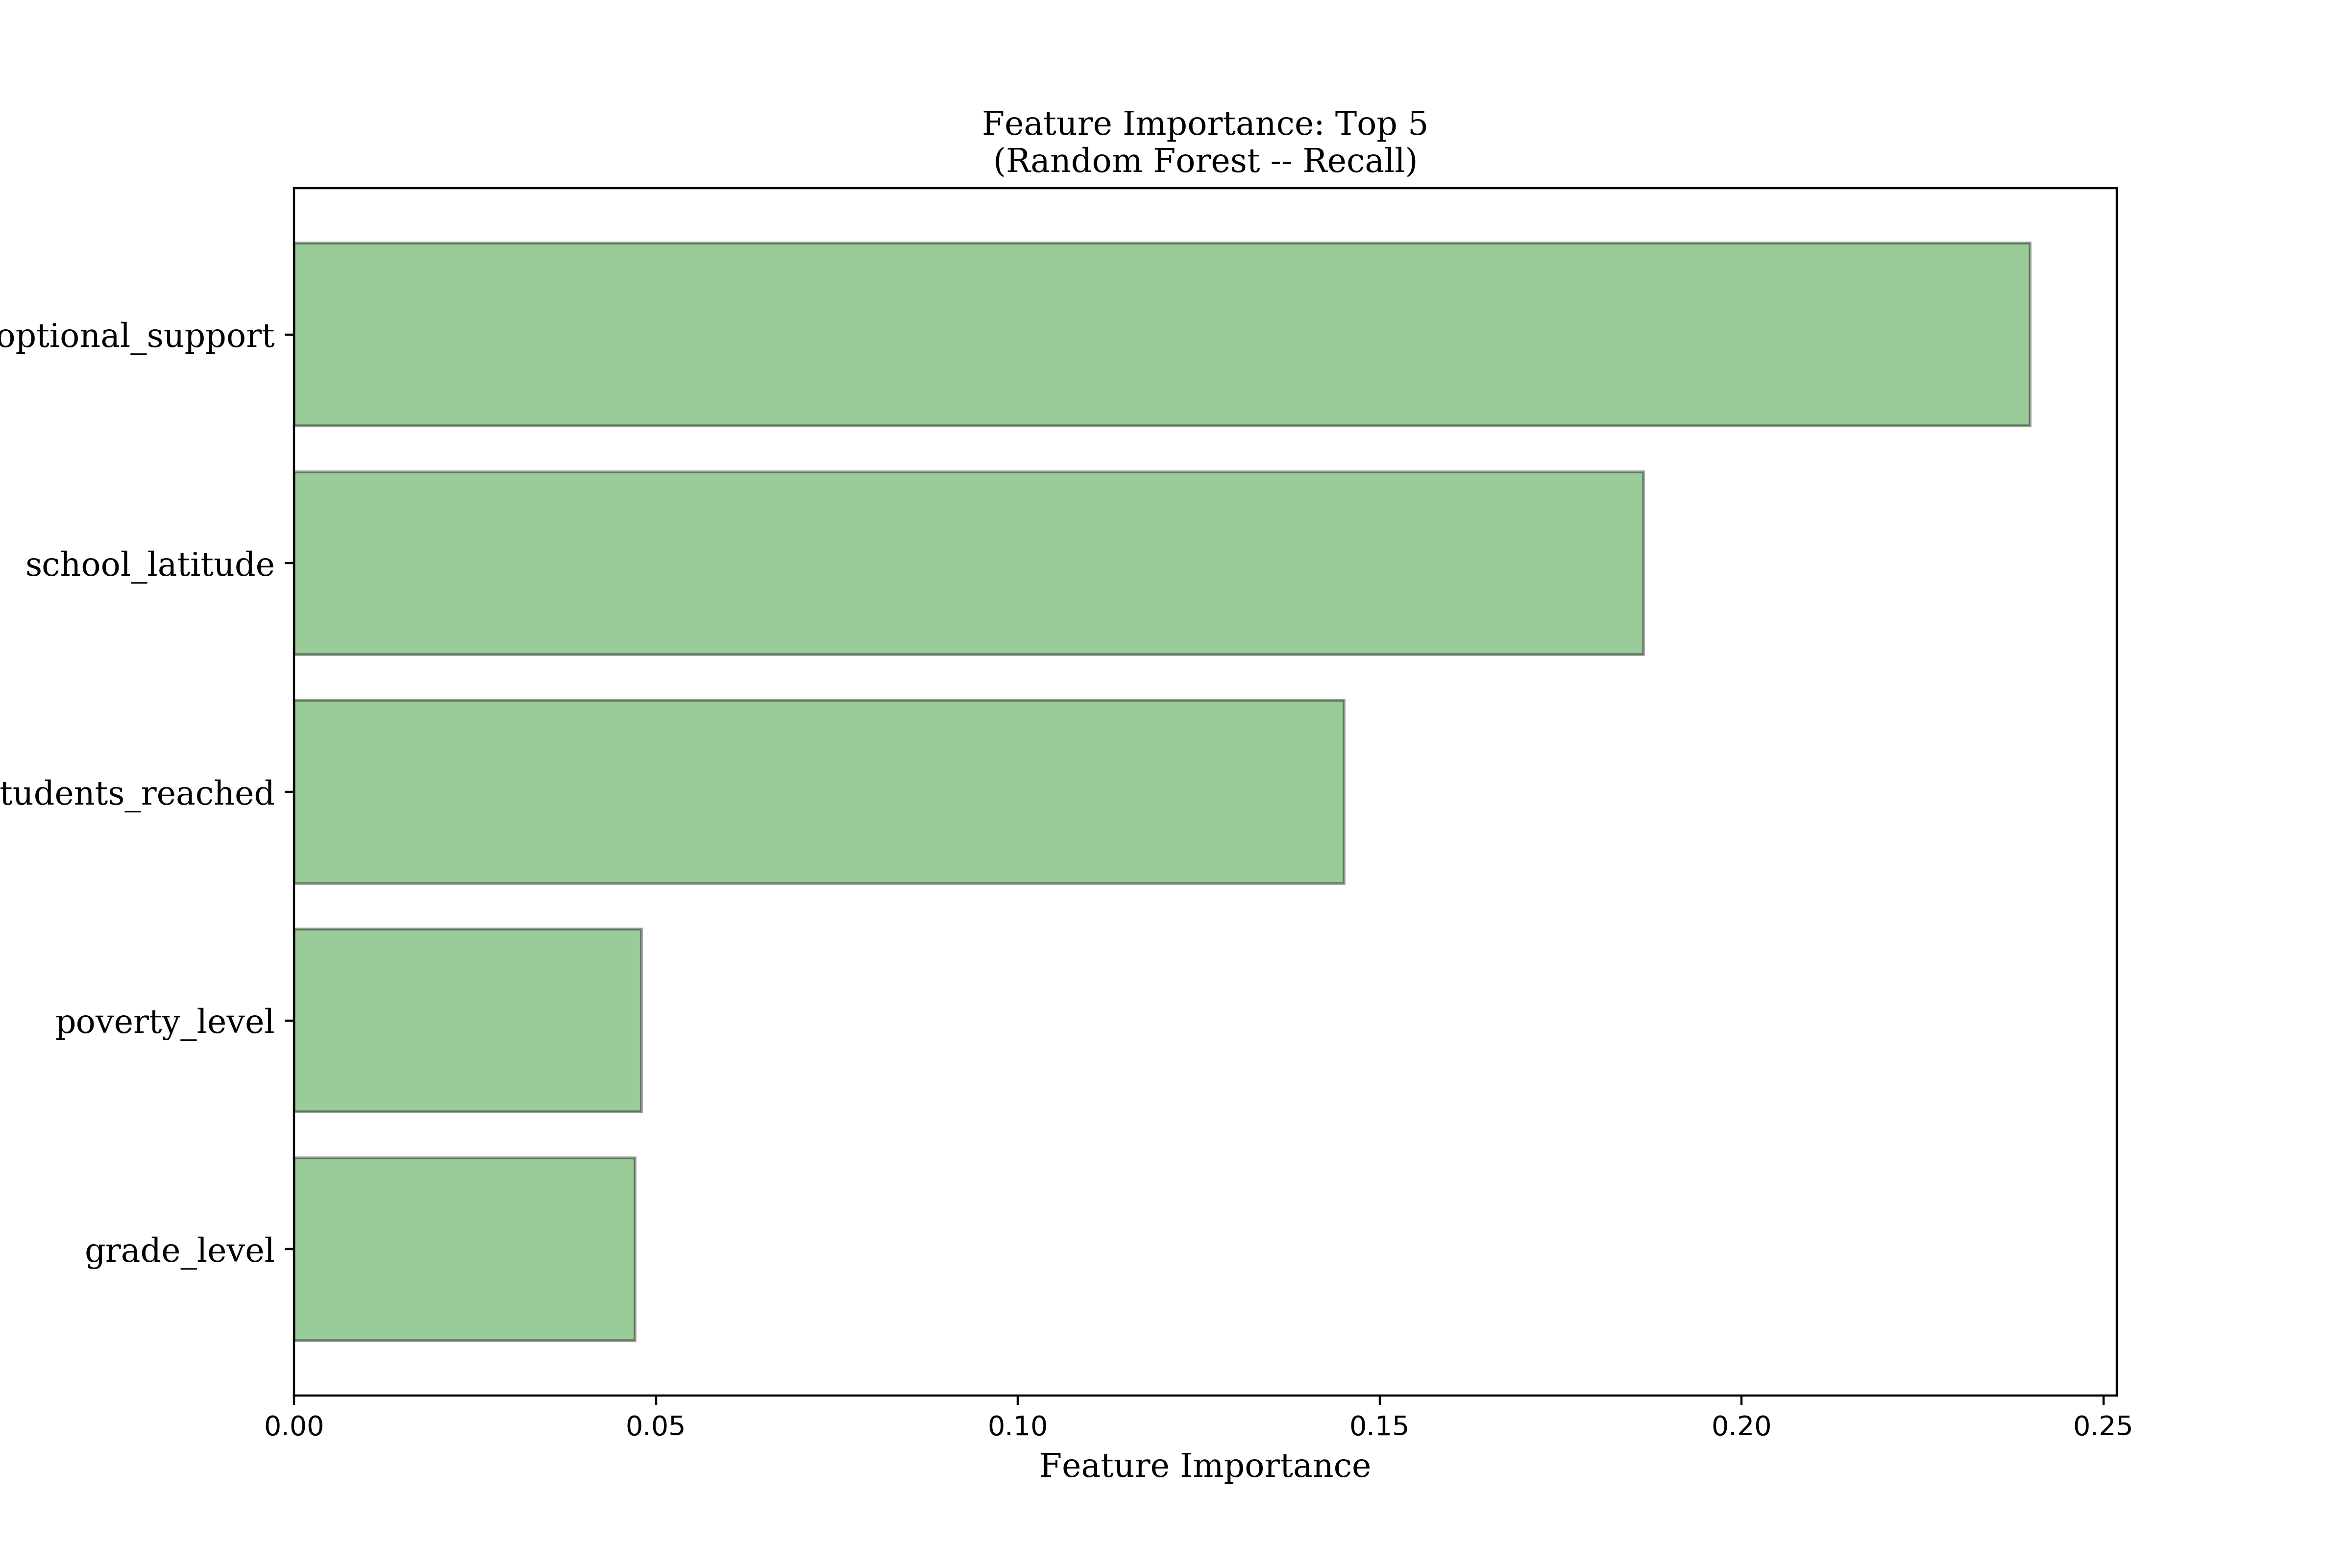 Feature Importance: Top 5
(Random Forest -- Recall)
optional_support
school_latitude
tudents_reached
poverty_level
grade_level
0.00 0.05 0.10 0.15 0.20 0.25
Feature Importance